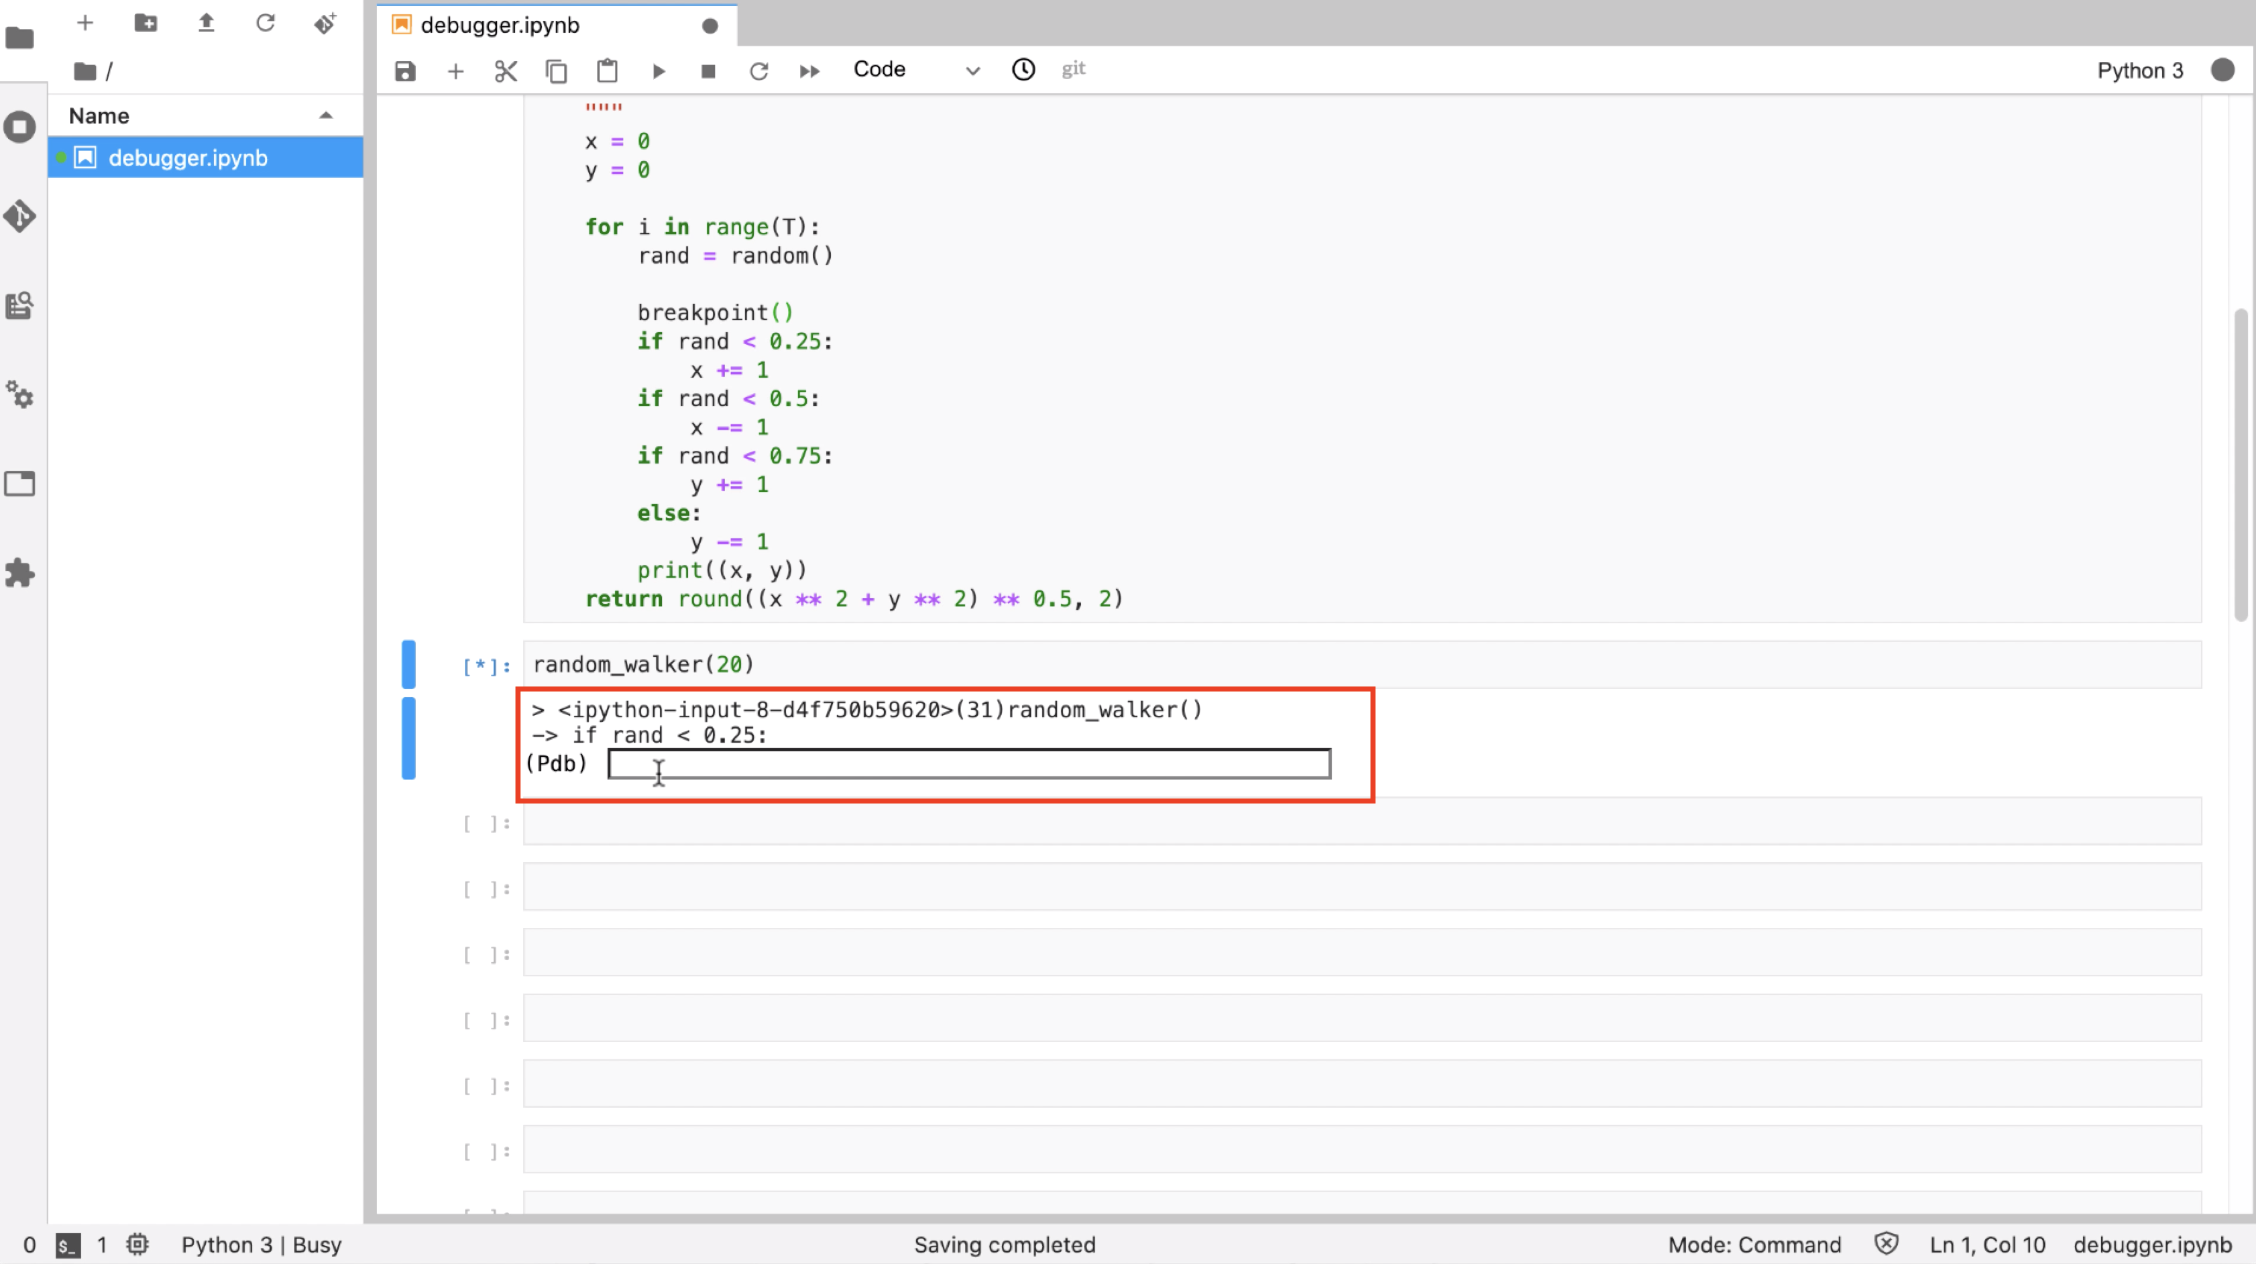 debugger.ipynb
/
Code
git
Python 3
Name
debugger.ipynb
"""
x = 0
y = 0
for i in range(T):
rand = random()
breakpoint()
if rand < 0.25:
x += 1
if rand < 0.5:
x -= 1
if rand < 0.75:
y += 1
else:
y -= 1
print((x, y))
return round((x ** 2 + y ** 2) ** 0.5, 2)
[*]: random_walker(20)
> <ipython-input-8-d4f750b59620>(31)random_walker()
-> if rand < 0.25:
(Pdb)
[ ]:
[ ]:
[ ]:
[ ]:
[ ]:
[ ]:
0 $_ 1 Python 3 | Busy Saving completed Mode: Command Ln 1, Col 10 debugger.ipynb